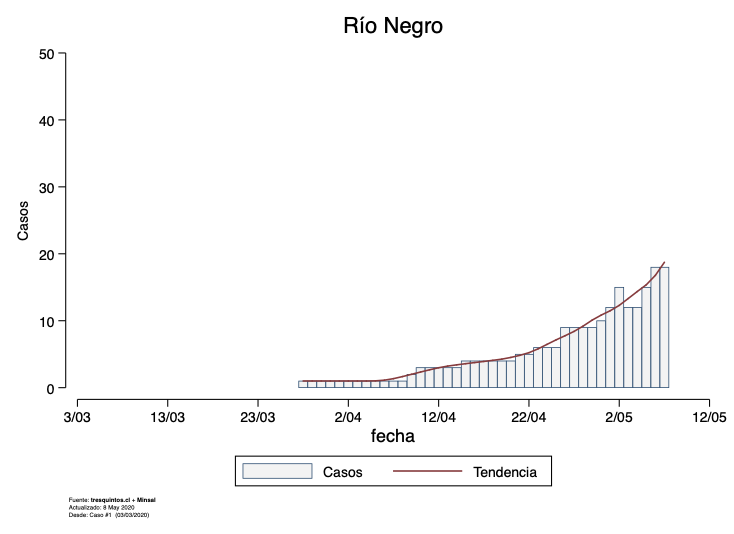 Río Negro
50
40
30
20
10
0
Casos
3/03 13/03 23/03 2/04 12/04 22/04 2/05 12/05
fecha
Casos Tendencia
Fuente: tresquintos.cl + Minsal
Actualizado: 8 May 2020
Desde: Caso #1 (03/03/2020)